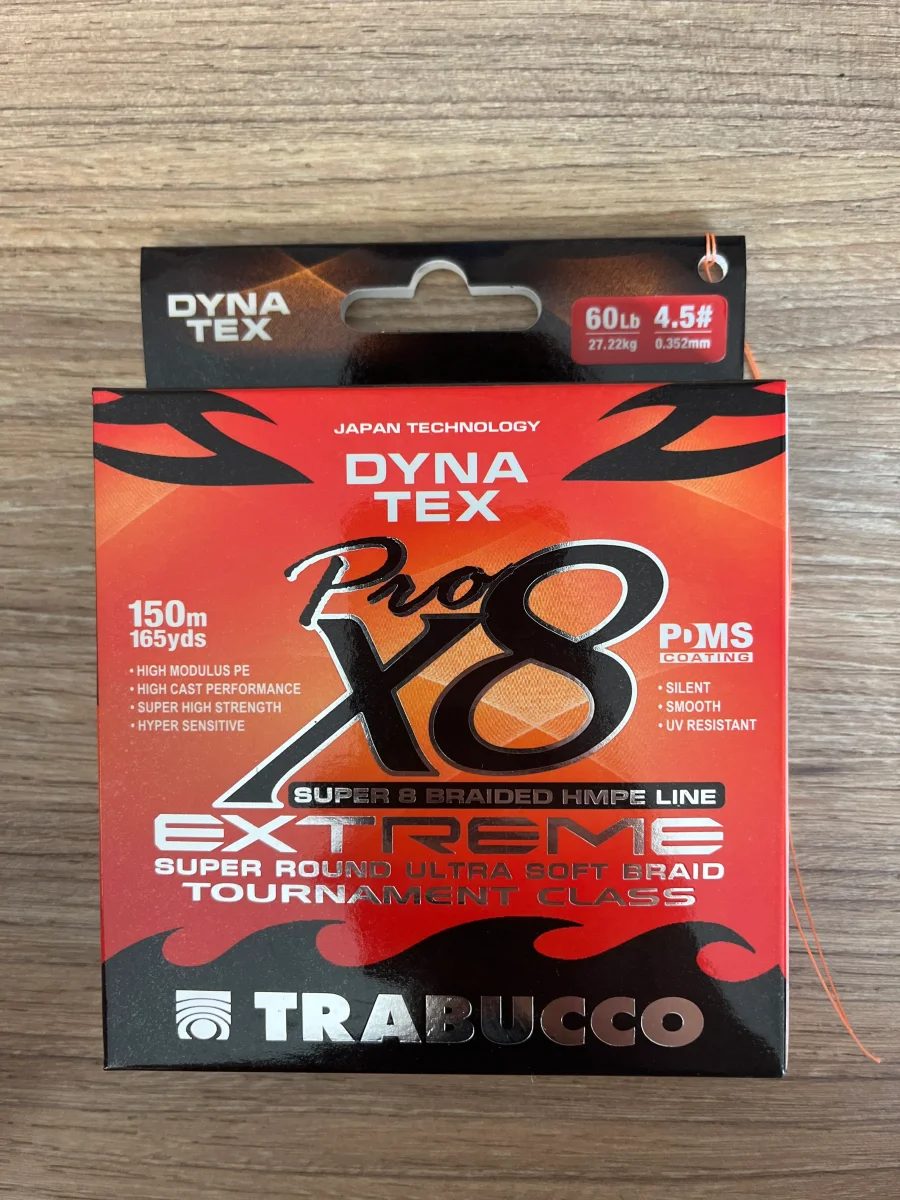 DYNA
TEX
60Lb 4.5#
27.22kg 0.352mm
JAPAN TECHNOLOGY
DYNA
TEX
Pro
X8
150m
165yds
• HIGH MODULUS PE
• HIGH CAST PERFORMANCE
• SUPER HIGH STRENGTH
• HYPER SENSITIVE
PDMS
COATING
• SILENT
• SMOOTH
• UV RESISTANT
SUPER 8 BRAIDED HMPE LINE
EXTREME
SUPER ROUND ULTRA SOFT BRAID
TOURNAMENT CLASS
TRABUCCO